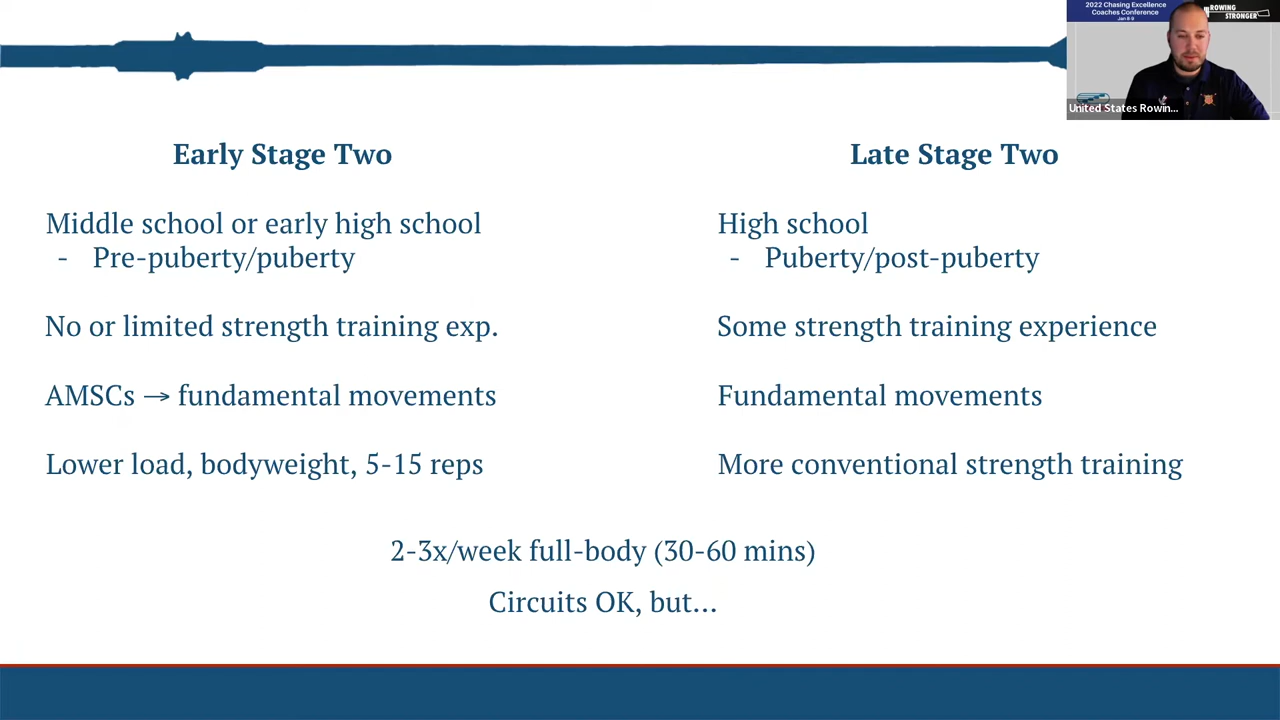 2022 Chasing Excellence
Coaches Conference
Jan 8-9
ROWING
STRONGER
United States Rowin...
Early Stage Two
Middle school or early high school
- Pre-puberty/puberty
No or limited strength training exp.
AMSCs → fundamental movements
Lower load, bodyweight, 5-15 reps
Late Stage Two
High school
- Puberty/post-puberty
Some strength training experience
Fundamental movements
More conventional strength training
2-3x/week full-body (30-60 mins)
Circuits OK, but...